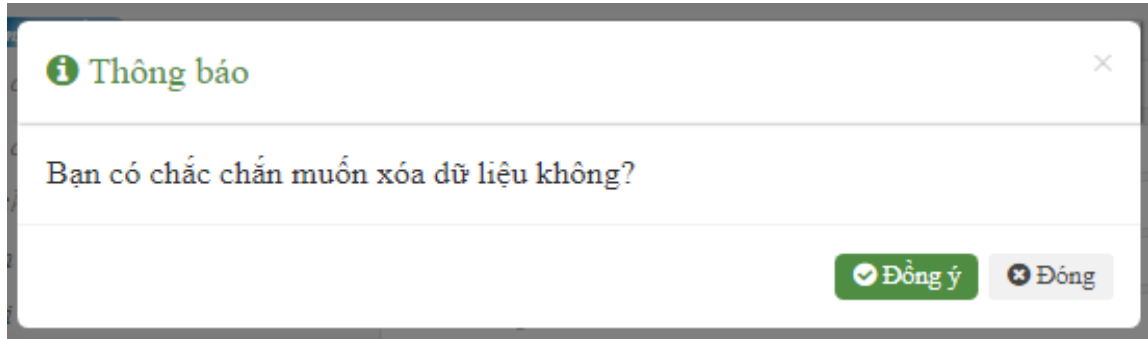 Thông báo
Bạn có chắc chắn muốn xóa dữ liệu không?
Đồng ý Đóng